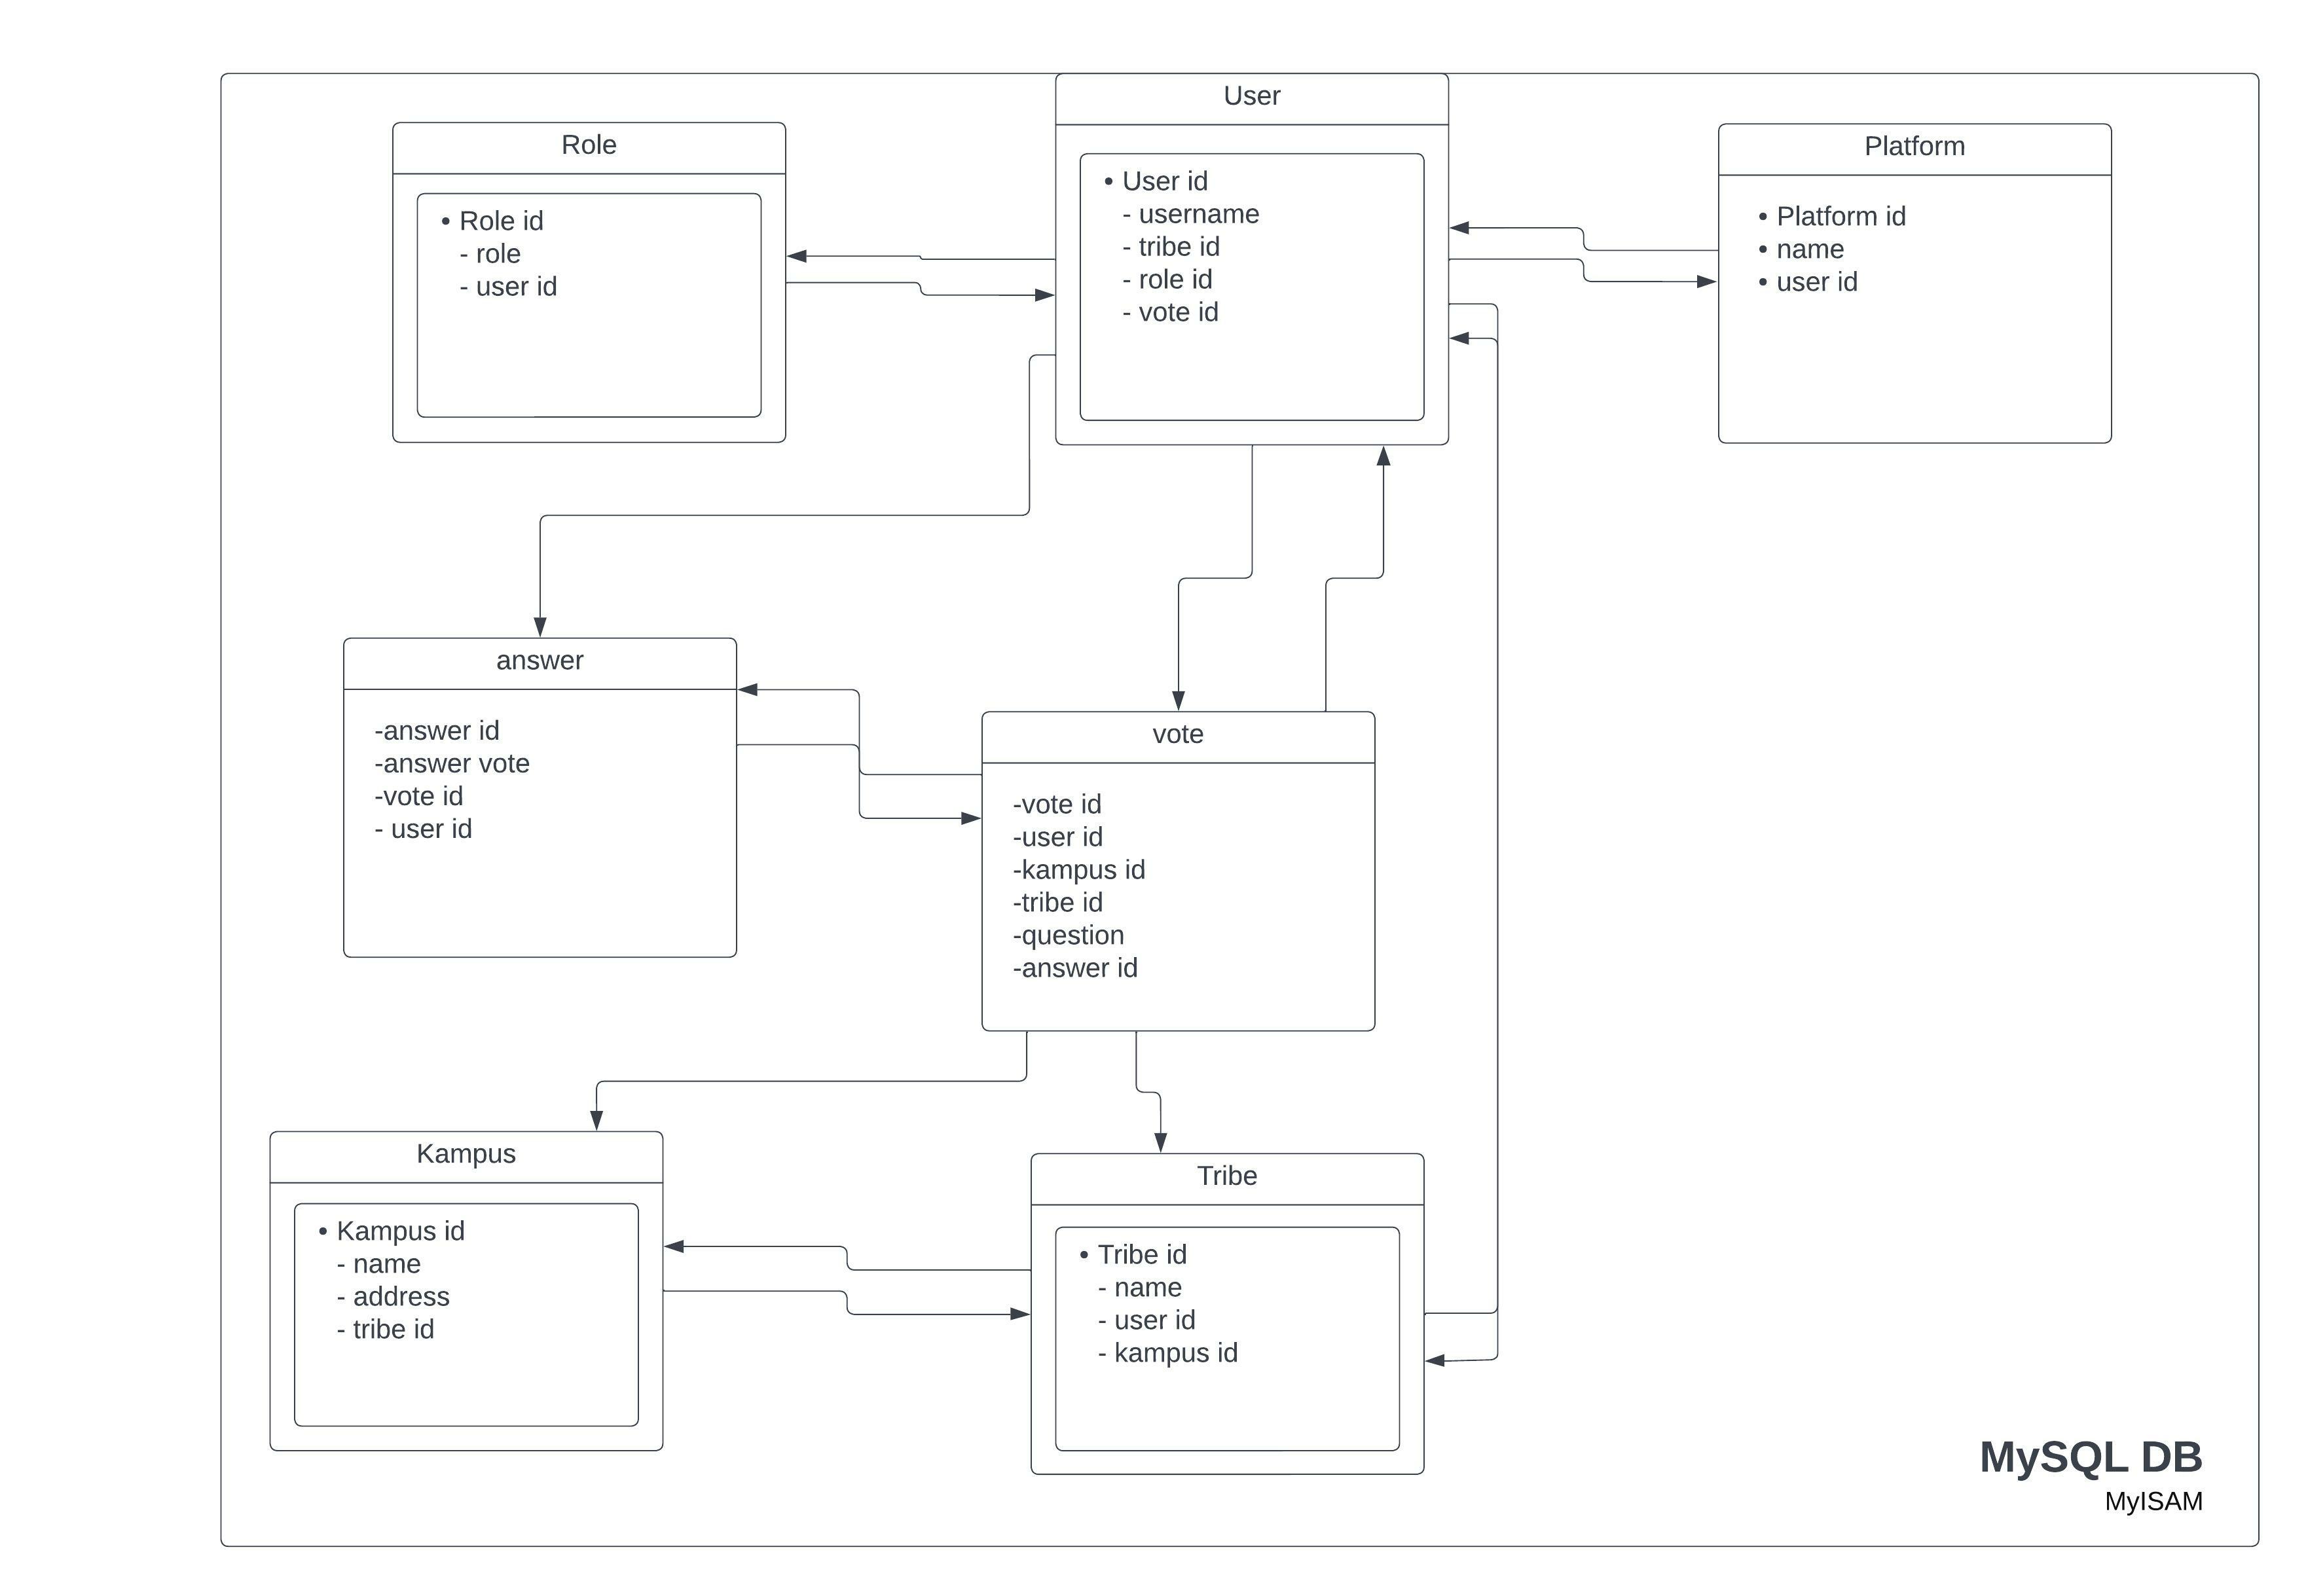 User
• User id
- username
- tribe id
- role id
- vote id
Role
• Role id
- role
- user id
Platform
• Platform id
• name
• user id
answer
-answer id
-answer vote
-vote id
- user id
vote
-vote id
-user id
-kampus id
-tribe id
-question
-answer id
Kampus
• Kampus id
- name
- address
- tribe id
Tribe
• Tribe id
- name
- user id
- kampus id
MySQL DB
MyISAM